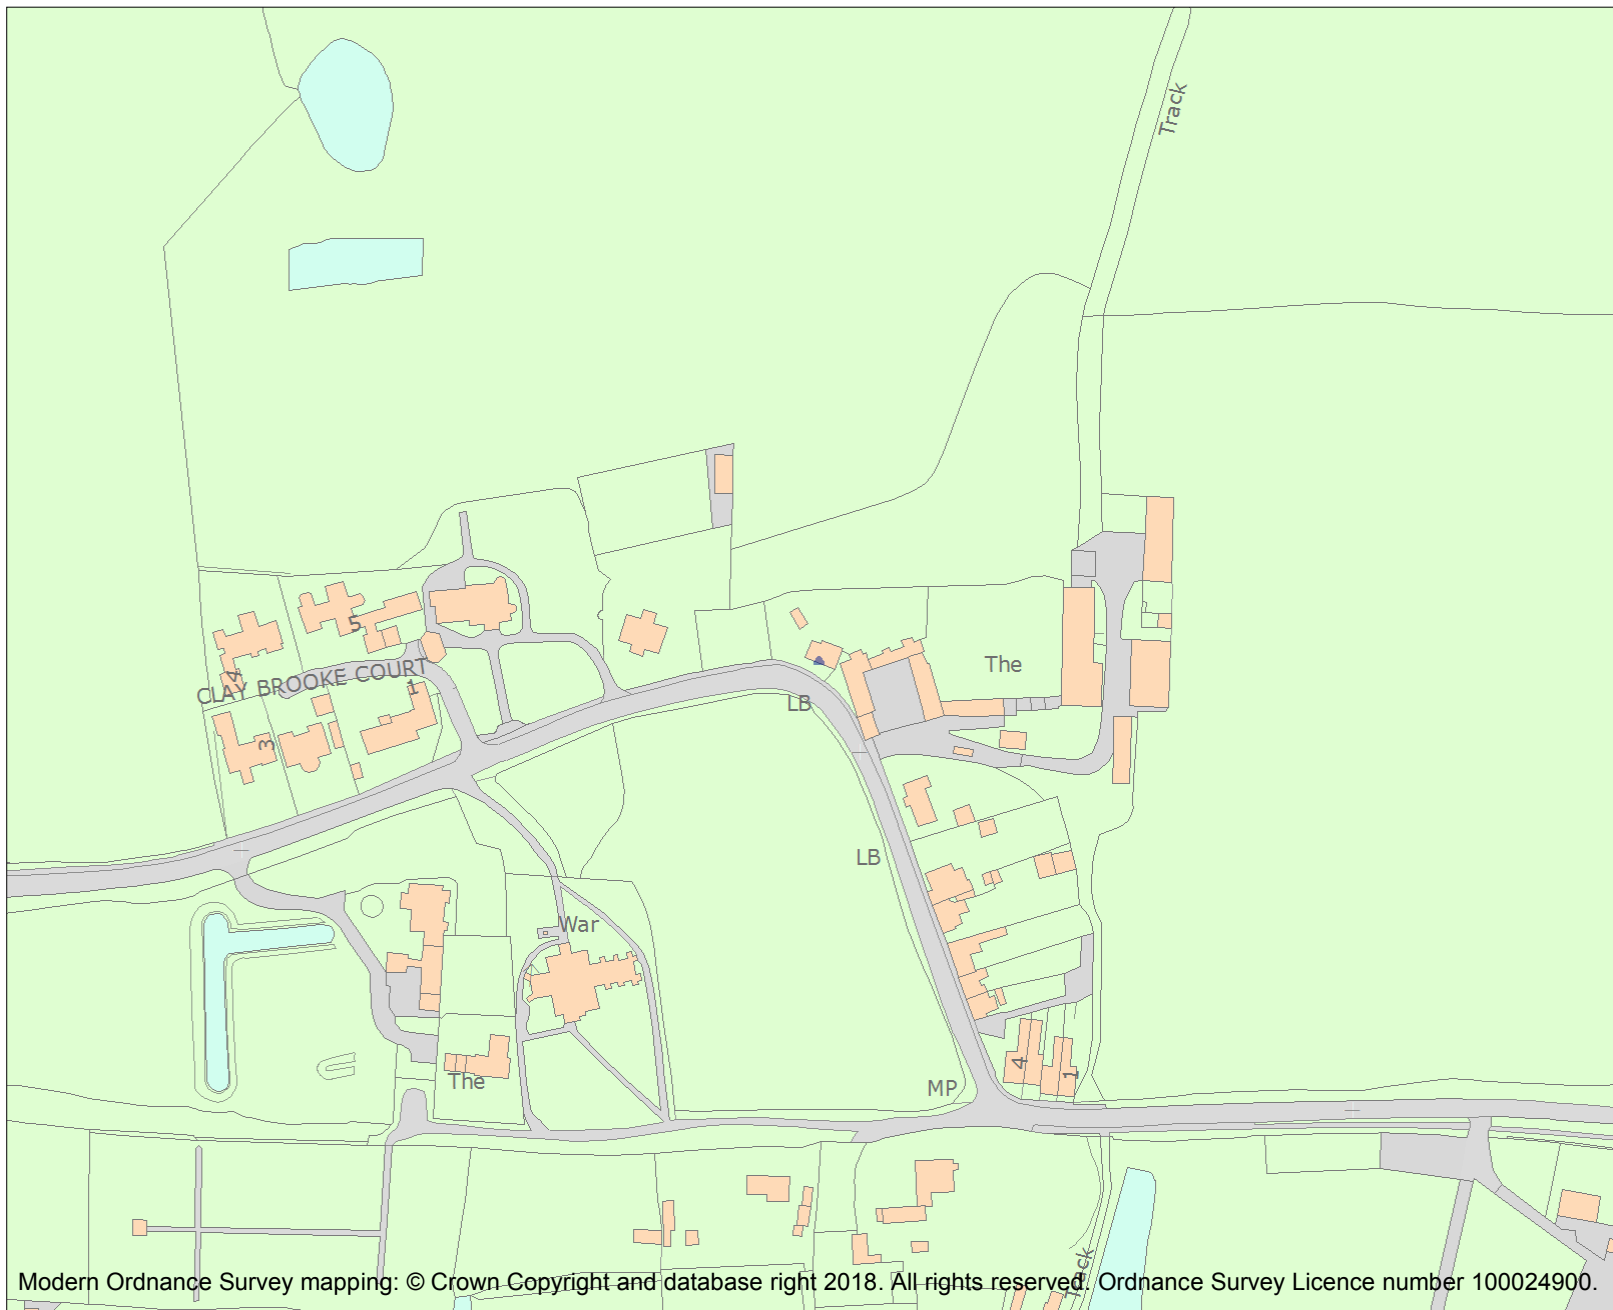 Track
5
4
CLAY BROOKE COURT
1
3
The
LB
LB
War
The
MP
4
1
Track
Modern Ordnance Survey mapping: © Crown Copyright and database right 2018. All rights reserved. Ordnance Survey Licence number 100024900.